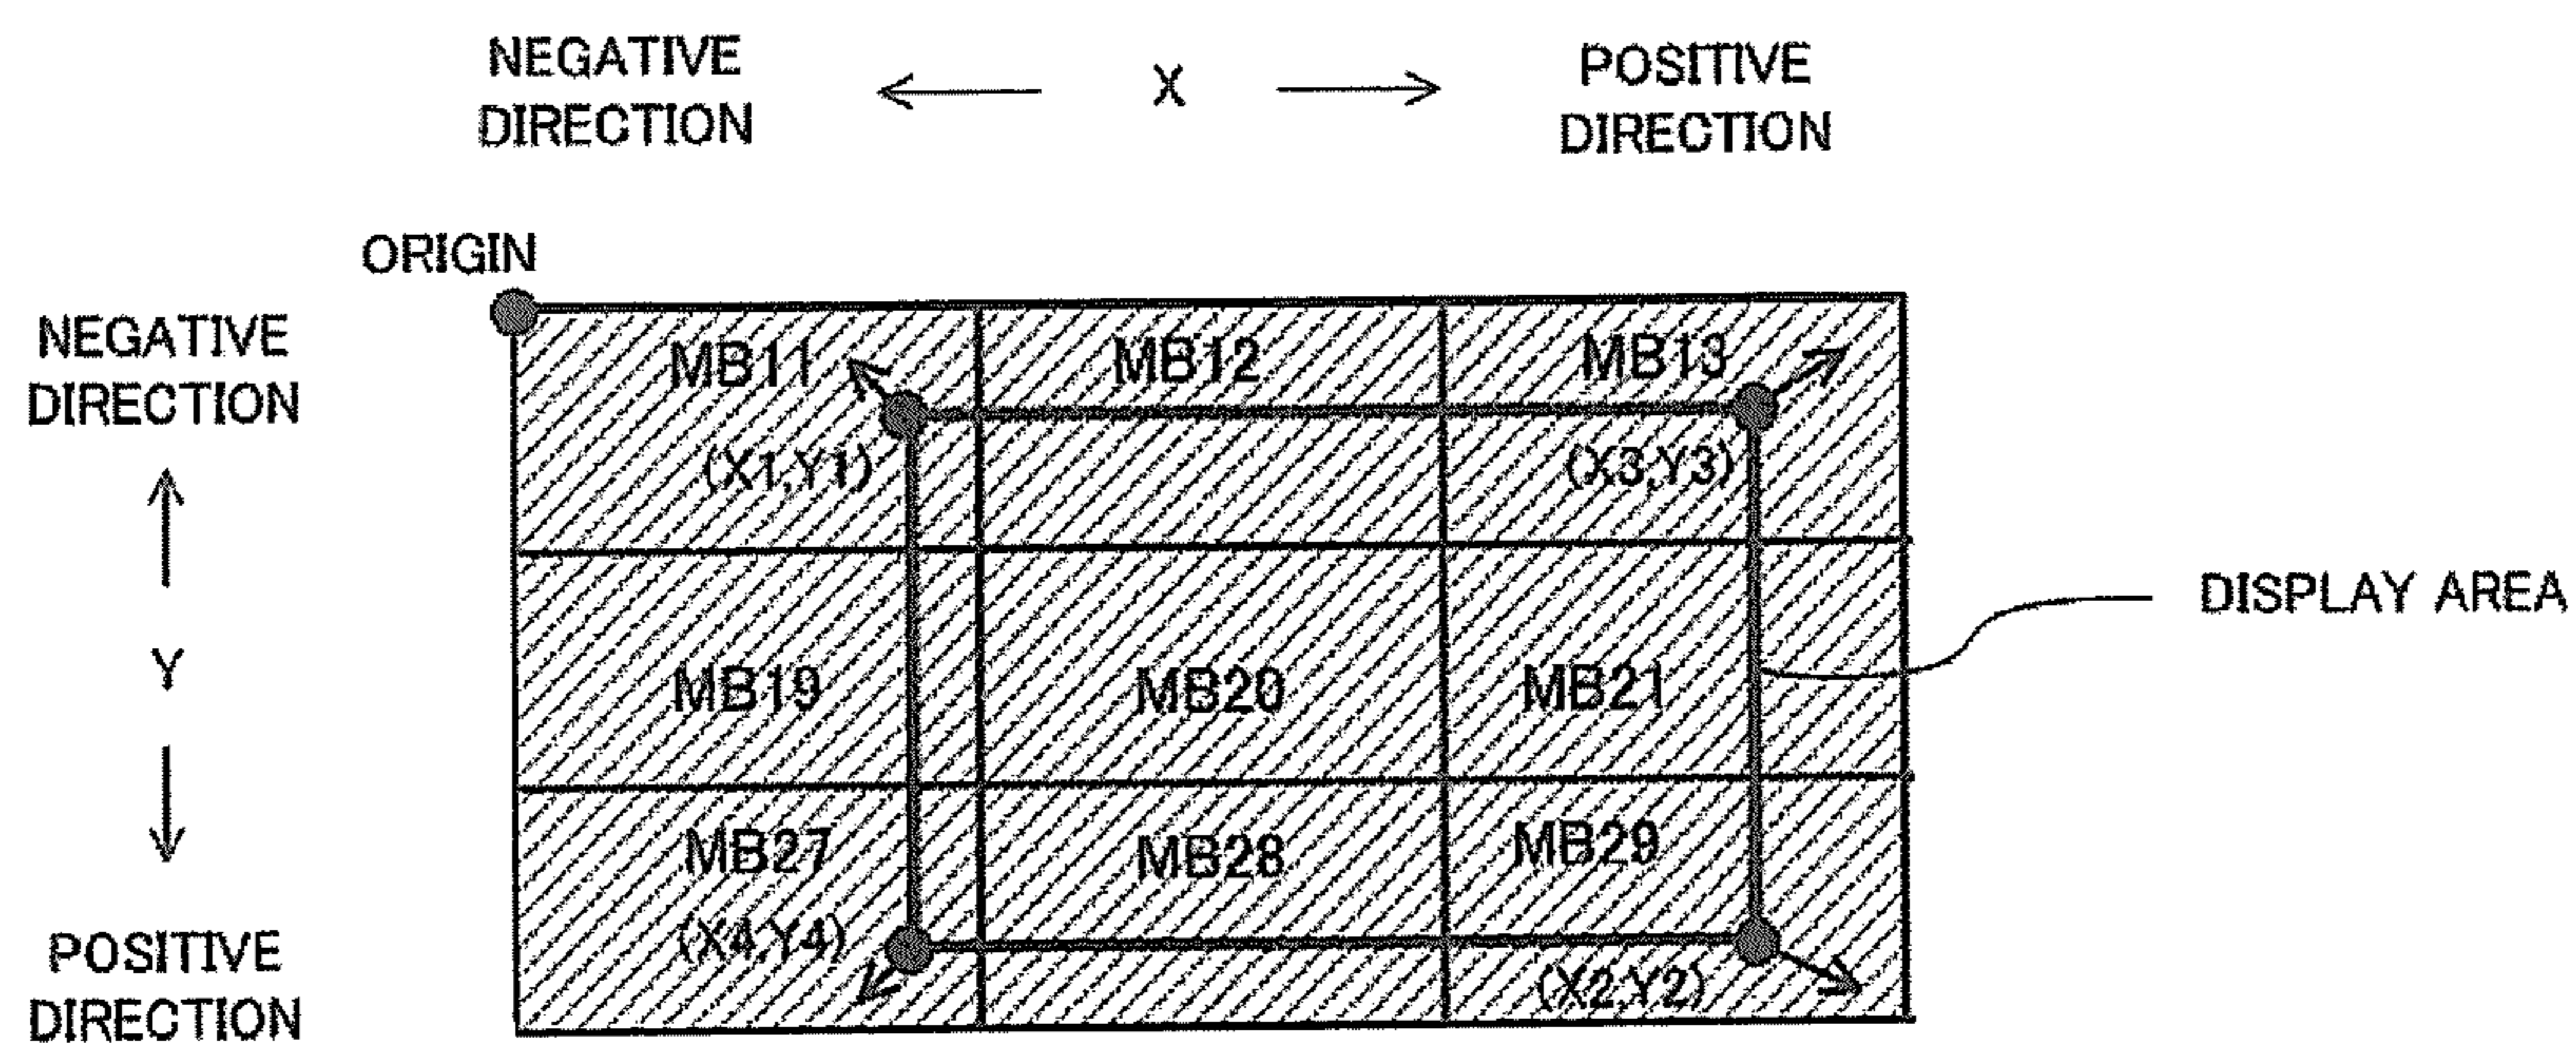 NEGATIVE
DIRECTION
X
POSITIVE
DIRECTION
ORIGIN
NEGATIVE
DIRECTION
Y
POSITIVE
DIRECTION
MB11
MB12
MB13
(X1,Y1)
(X3,Y3)
DISPLAY AREA
MB19
MB20
MB21
MB27
MB28
MB29
(X4,Y4)
(X2,Y2)